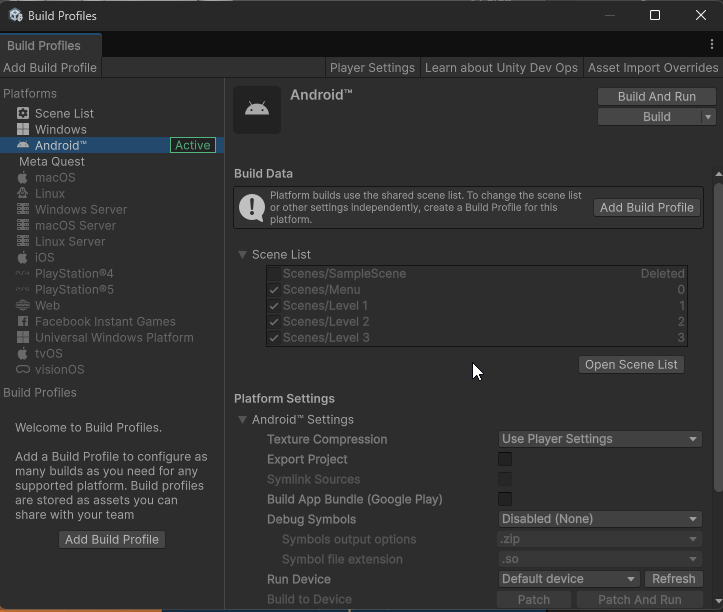 Build Profiles
Build Profiles
Add Build Profile
Player Settings
Learn about Unity Dev Ops
Asset Import Overrides
Platforms
Scene List
Windows
Android™ Active
Meta Quest
macOS
Linux
Windows Server
macOS Server
Linux Server
iOS
PlayStation®4
PlayStation®5
Web
Facebook Instant Games
Universal Windows Platform
tvOS
visionOS
Build Profiles
Welcome to Build Profiles.
Add a Build Profile to configure as
many builds as you need for any
supported platform. Build profiles
are stored as assets you can
share with your team
Add Build Profile
Android™
Build And Run
Build
Build Data
Platform builds use the shared scene list. To change the scene list
or other settings independently, create a Build Profile for this
platform.
Add Build Profile
Scene List
Scenes/SampleScene Deleted
Scenes/Menu 0
Scenes/Level 1 1
Scenes/Level 2 2
Scenes/Level 3 3
Open Scene List
Platform Settings
Android™ Settings
Texture Compression Use Player Settings
Export Project
Symlink Sources
Build App Bundle (Google Play)
Debug Symbols Disabled (None)
Symbols output options .zip
Symbol file extension .so
Run Device Default device Refresh
Build to Device Patch Patch And Run